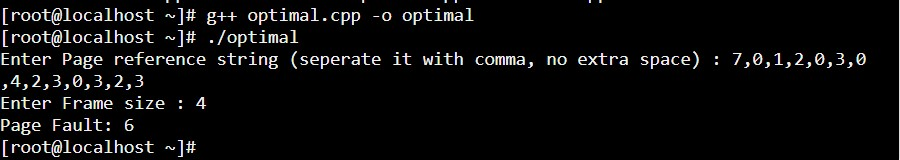 [root@localhost ~]# g++ optimal.cpp -o optimal
[root@localhost ~]# ./optimal
Enter Page reference string (seperate it with comma, no extra space) : 7,0,1,2,0,3,0
,4,2,3,0,3,2,3
Enter Frame size : 4
Page Fault: 6
[root@localhost ~]#